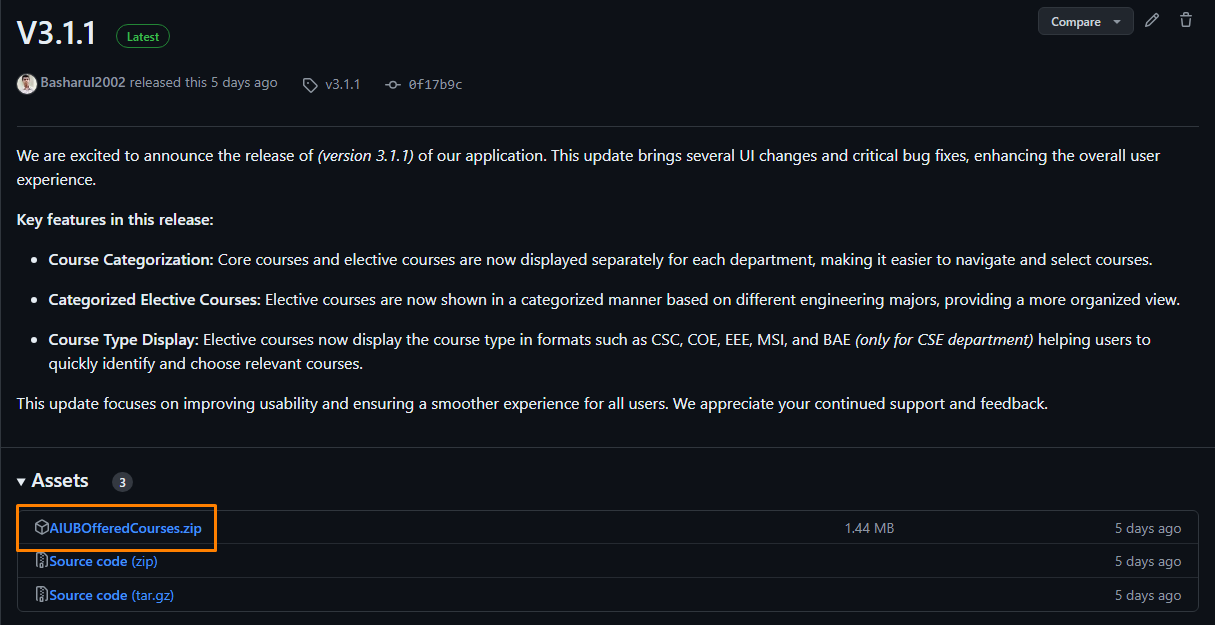 V3.1.1 Latest Compare
Basharul2002 released this 5 days ago v3.1.1 0f17b9c
We are excited to announce the release of (version 3.1.1) of our application. This update brings several UI changes and critical bug fixes, enhancing the overall user
experience.
Key features in this release:
• Course Categorization: Core courses and elective courses are now displayed separately for each department, making it easier to navigate and select courses.
• Categorized Elective Courses: Elective courses are now shown in a categorized manner based on different engineering majors, providing a more organized view.
• Course Type Display: Elective courses now display the course type in formats such as CSC, COE, EEE, MSI, and BAE (only for CSE department) helping users to
quickly identify and choose relevant courses.
This update focuses on improving usability and ensuring a smoother experience for all users. We appreciate your continued support and feedback.
Assets 3
AIUBOfferedCourses.zip 1.44 MB 5 days ago
Source code (zip) 5 days ago
Source code (tar.gz) 5 days ago